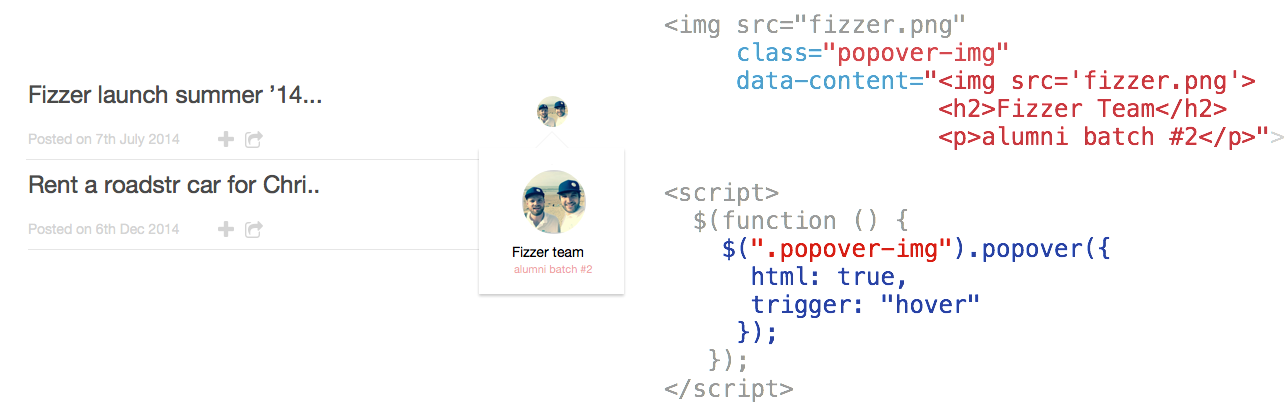 Fizzer launch summer ’14...
Posted on 7th July 2014
Rent a roadstr car for Chri..
Posted on 6th Dec 2014
Fizzer team
alumni batch #2
<img src="fizzer.png"
class="popover-img"
data-content="<img src='fizzer.png'>
<h2>Fizzer Team</h2>
<p>alumni batch #2</p>">
<script>
$(function () {
$(".popover-img").popover({
html: true,
trigger: "hover"
});
});
</script>